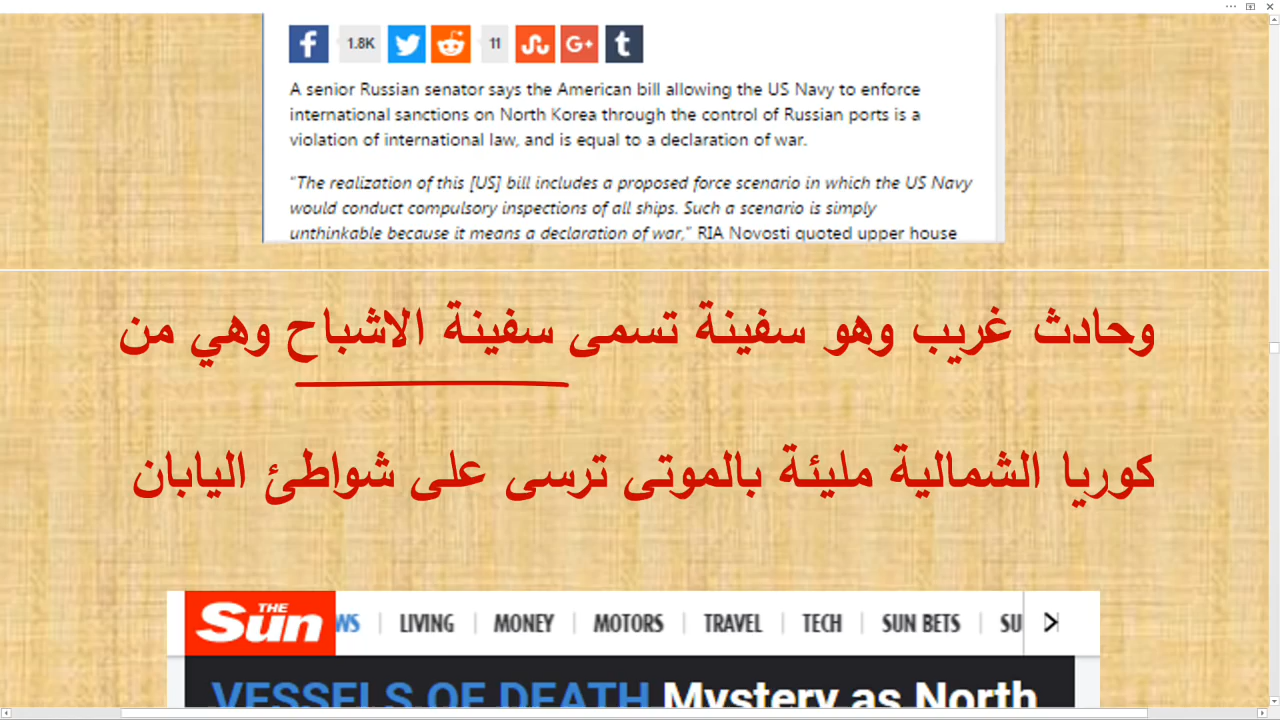 1.8K
11
A senior Russian senator says the American bill allowing the US Navy to enforce
international sanctions on North Korea through the control of Russian ports is a
violation of international law, and is equal to a declaration of war.
“The realization of this [US] bill includes a proposed force scenario in which the US Navy
would conduct compulsory inspections of all ships. Such a scenario is simply
unthinkable because it means a declaration of war,” RIA Novosti quoted upper house
وحادث غريب وهو سفينة تسمى سفينة الاشباح وهي من
كوريا الشمالية مليئة بالموتى ترسى على شواطئ اليابان
THE Sun WS | LIVING | MONEY | MOTORS | TRAVEL | TECH | SUN BETS | SU
VESSELS OF DEATH Mystery as North